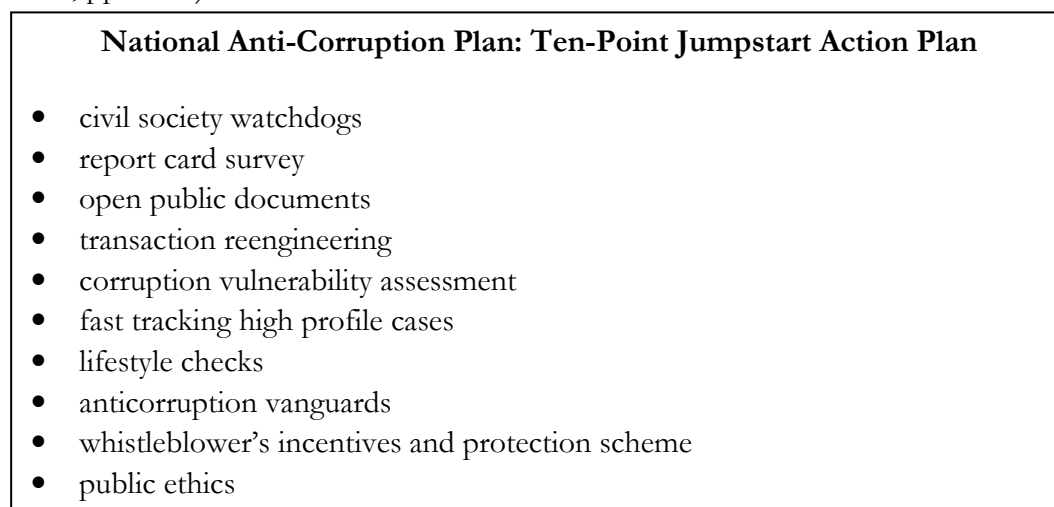 National Anti-Corruption Plan: Ten-Point Jumpstart Action Plan
• civil society watchdogs
• report card survey
• open public documents
• transaction reengineering
• corruption vulnerability assessment
• fast tracking high profile cases
• lifestyle checks
• anticorruption vanguards
• whistleblower’s incentives and protection scheme
• public ethics